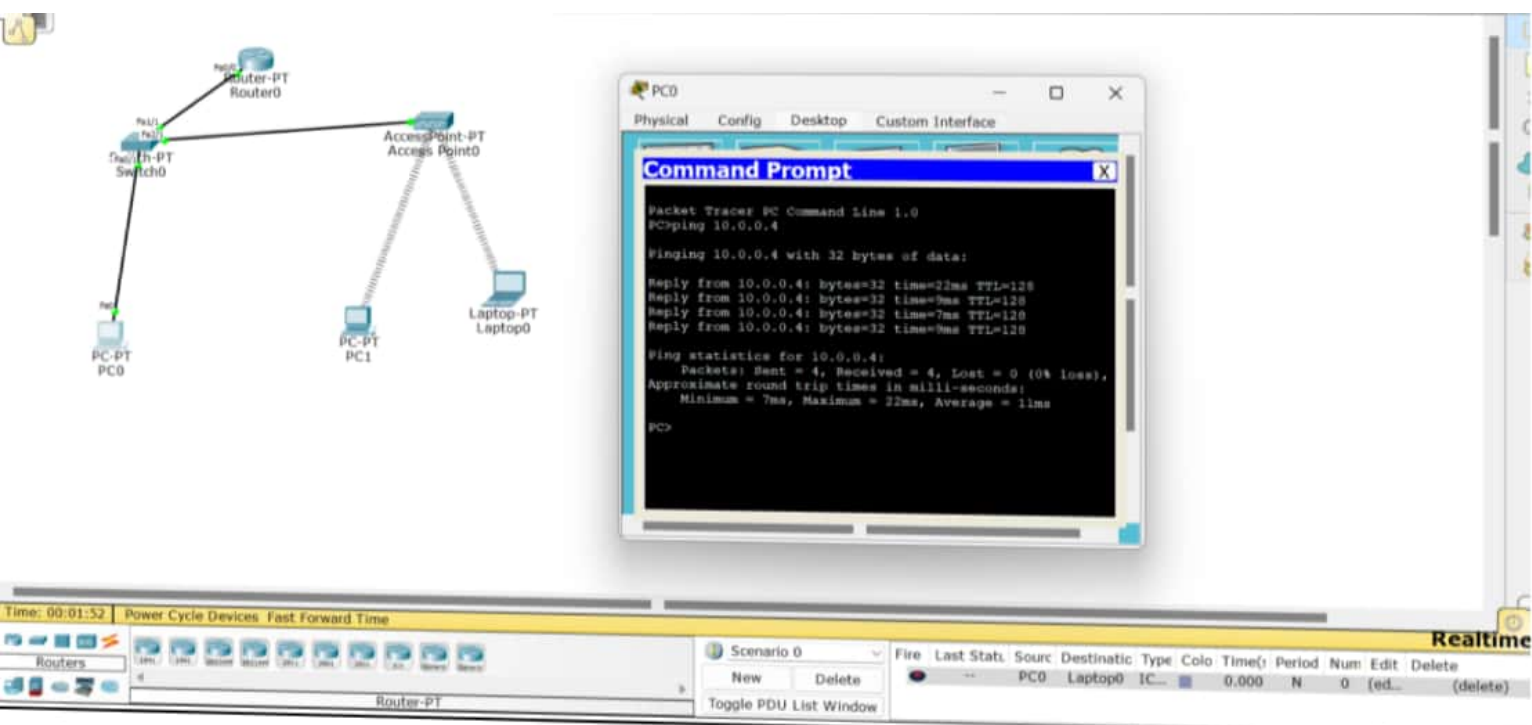 Router-PT
Router0
Fa1/1
AccessPoint-PT
Access Point0
Switch0
PC-PT
PC0
PC-PT
PC1
Laptop-PT
Laptop0
PC0
Physical Config Desktop Custom Interface
Command Prompt X
Packet Tracer PC Command Line 1.0
PC>ping 10.0.0.4
Pinging 10.0.0.4 with 32 bytes of data:
Reply from 10.0.0.4: bytes=32 time=22ms TTL=128
Reply from 10.0.0.4: bytes=32 time=9ms TTL=128
Reply from 10.0.0.4: bytes=32 time=7ms TTL=128
Reply from 10.0.0.4: bytes=32 time=9ms TTL=128
Ping statistics for 10.0.0.4:
Packets: Sent = 4, Received = 4, Lost = 0 (0% loss),
Approximate round trip times in milli-seconds:
Minimum = 7ms, Maximum = 22ms, Average = 11ms
PC>
Time: 00:01:52 Power Cycle Devices Fast Forward Time
Realtime
Routers
Router-PT
Scenario 0
New Delete
Toggle PDU List Window
Fire Last Statu Sourc Destinatic Type Colo Time(s Period Num Edit Delete
-- PC0 Laptop0 IC... 0.000 N 0 (ed... (delete)